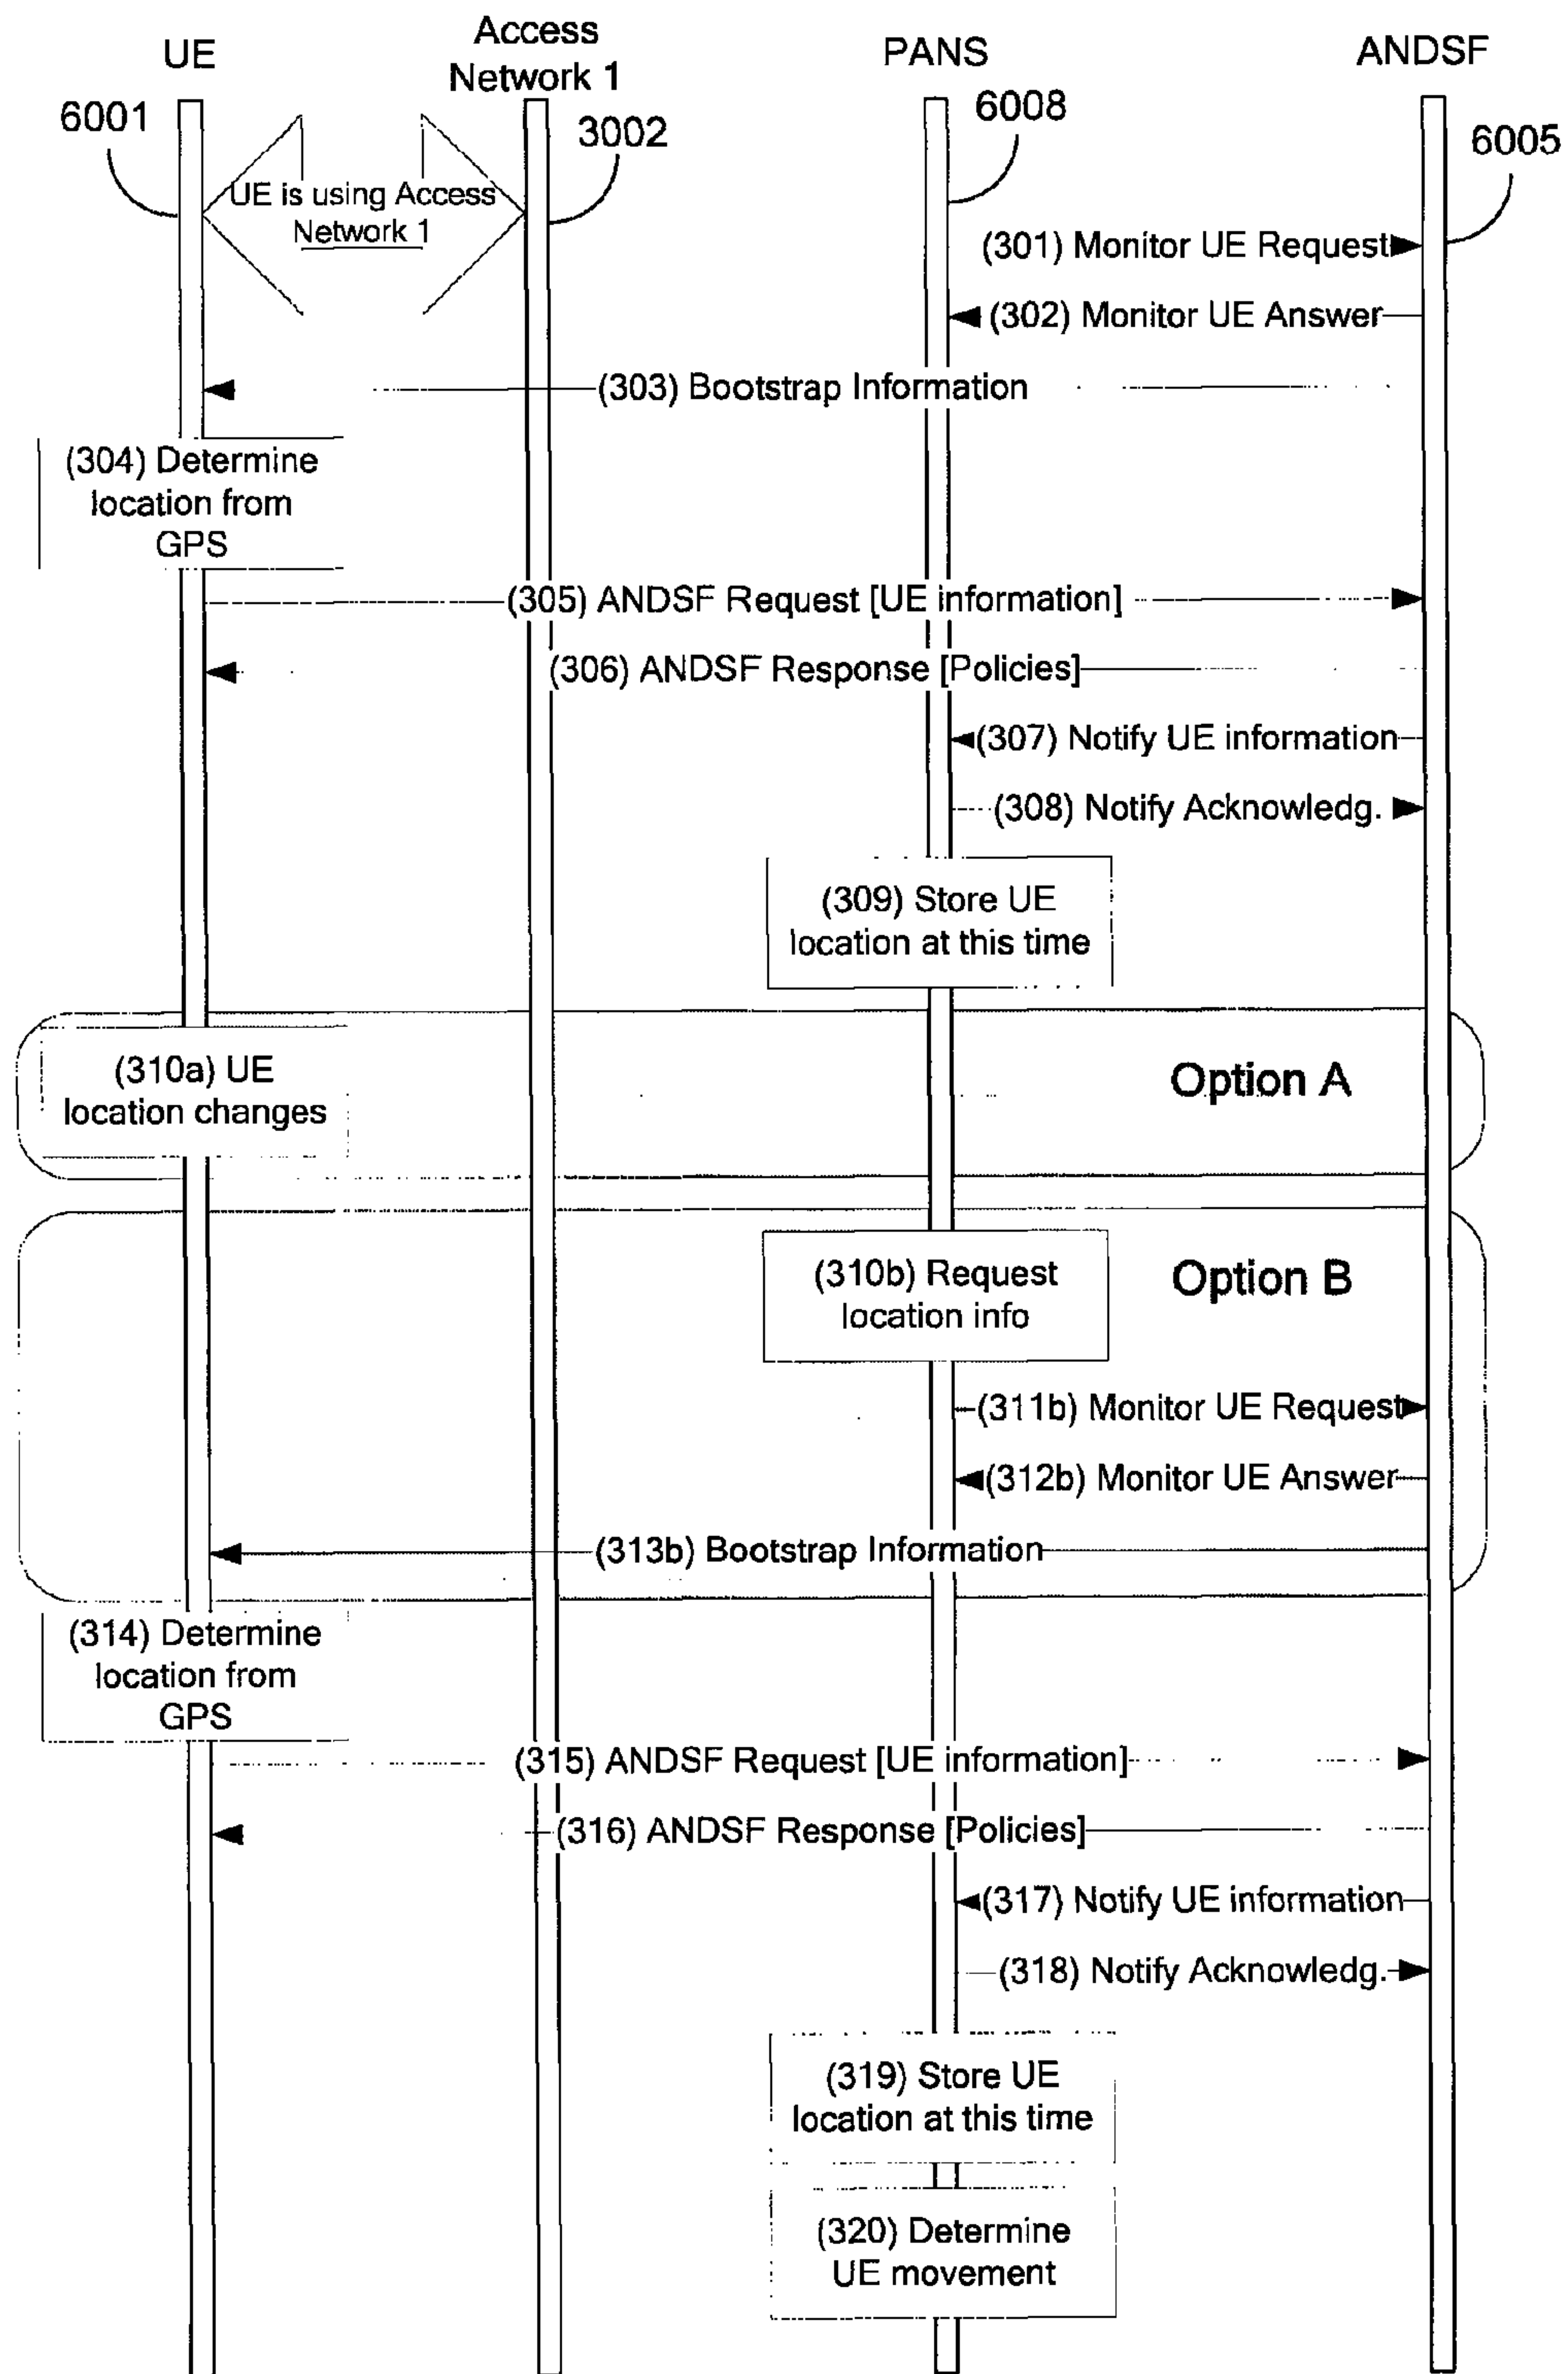 UE
Access
Network 1
PANS
ANDSF
6001
3002
6008
6005
UE is using Access
Network 1
(301) Monitor UE Request
(302) Monitor UE Answer
(303) Bootstrap Information
(304) Determine
location from
GPS
(305) ANDSF Request [UE information]
(306) ANDSF Response [Policies]
(307) Notify UE information
(308) Notify Acknowledg.
(309) Store UE
location at this time
(310a) UE
location changes
Option A
(310b) Request
location info
Option B
(311b) Monitor UE Request
(312b) Monitor UE Answer
(313b) Bootstrap Information
(314) Determine
location from
GPS
(315) ANDSF Request [UE information]
(316) ANDSF Response [Policies]
(317) Notify UE information
(318) Notify Acknowledg.
(319) Store UE
location at this time
(320) Determine
UE movement